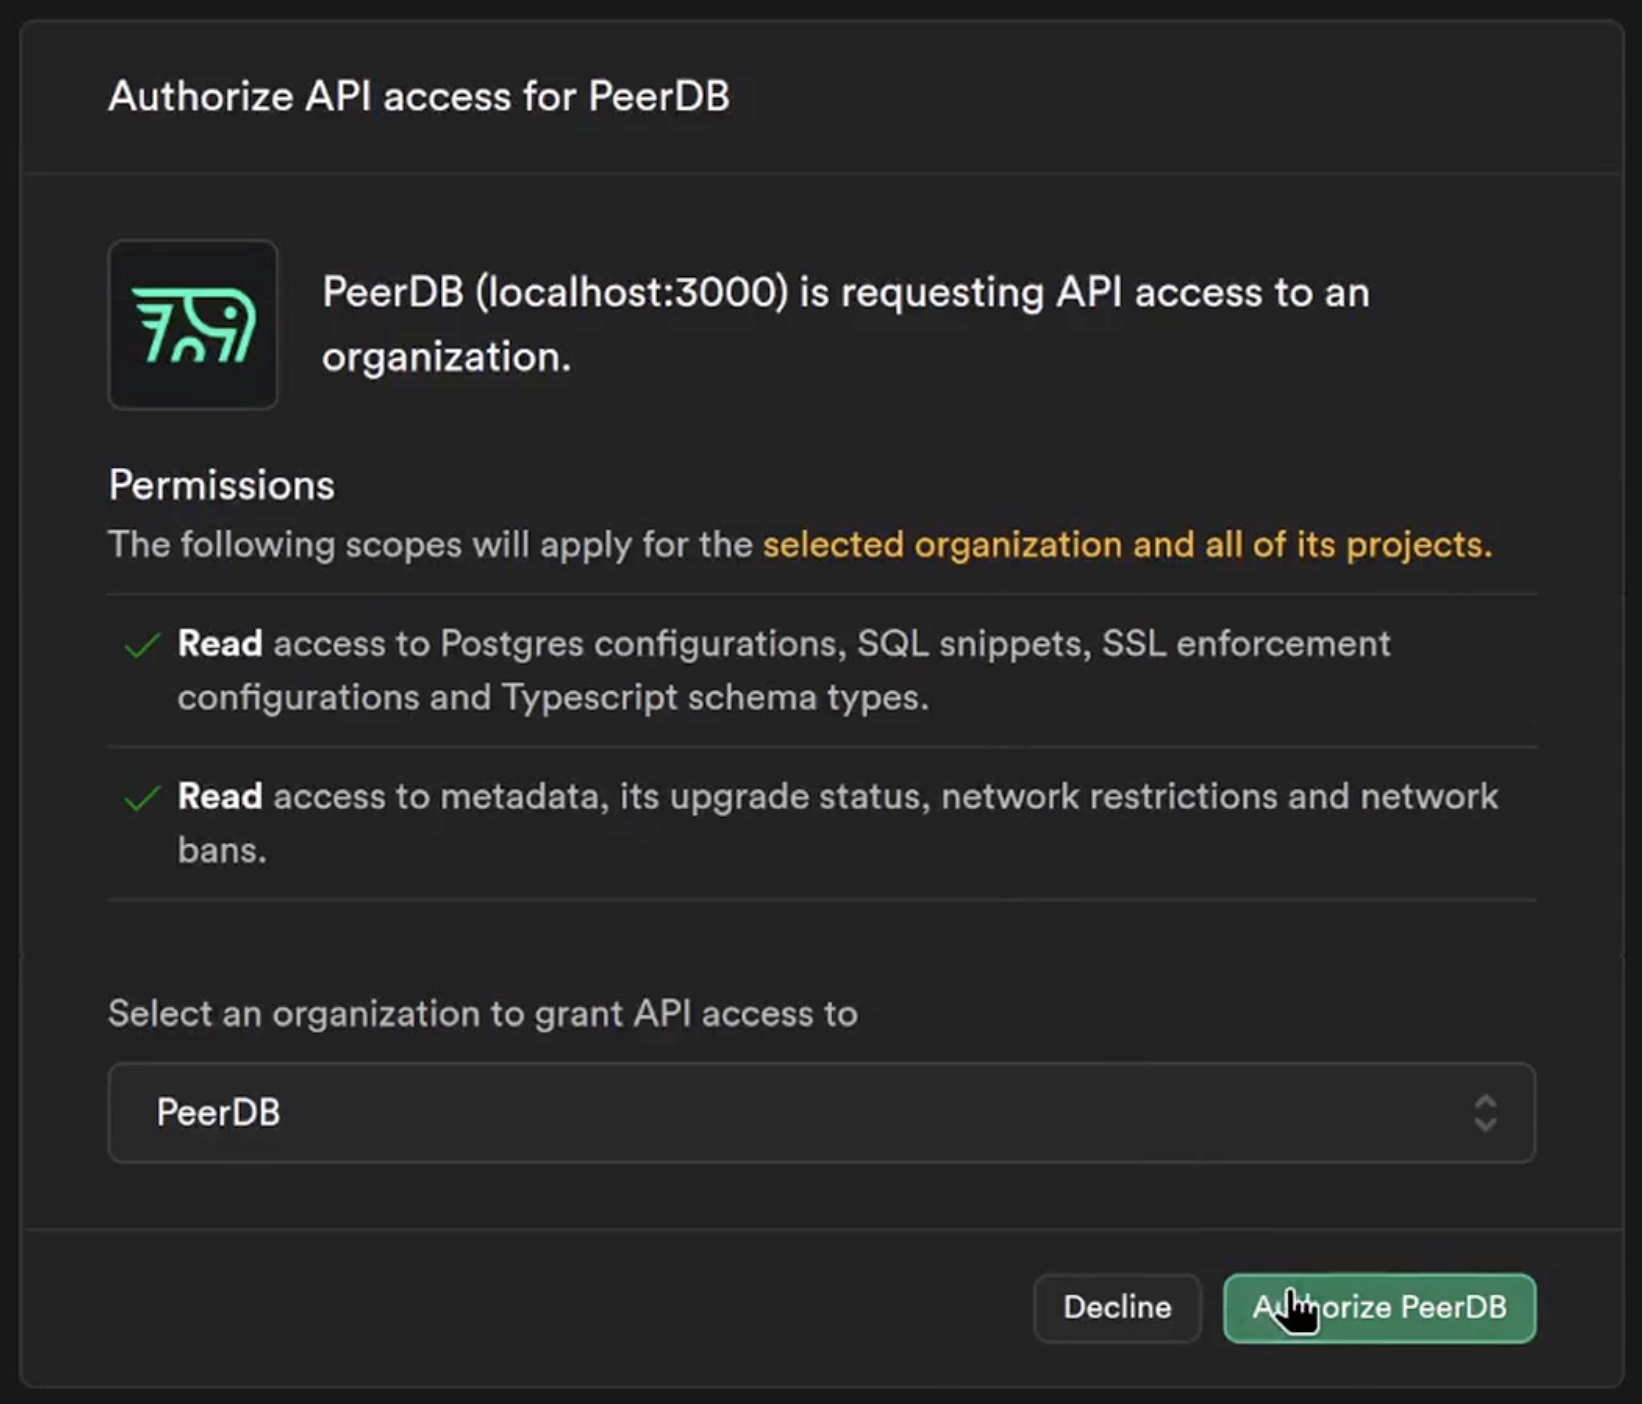 Authorize API access for PeerDB
PeerDB (localhost:3000) is requesting API access to an
organization.
Permissions
The following scopes will apply for the selected organization and all of its projects.
Read access to Postgres configurations, SQL snippets, SSL enforcement
configurations and Typescript schema types.
Read access to metadata, its upgrade status, network restrictions and network
bans.
Select an organization to grant API access to
PeerDB
Decline
Authorize PeerDB